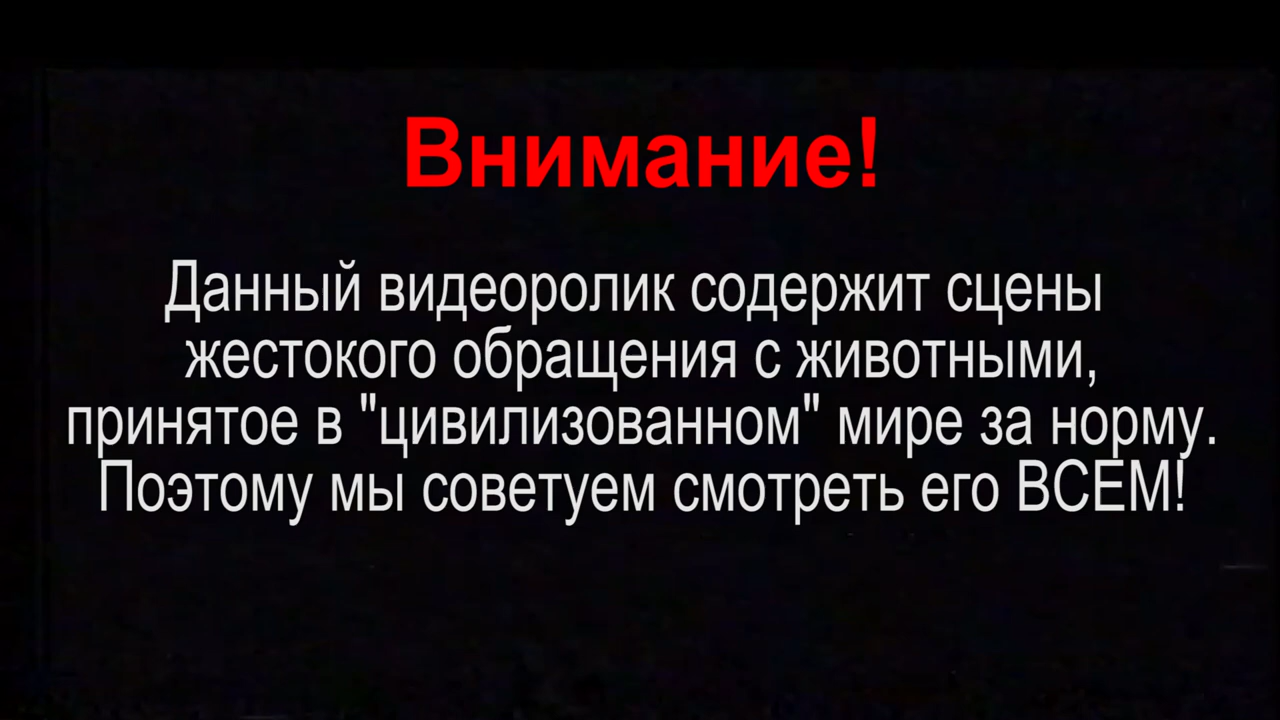 Внимание!
Данный видеоролик содержит сцены
жестокого обращения с животными,
принятое в "цивилизованном" мире за норму.
Поэтому мы советуем смотреть его ВСЕМ!